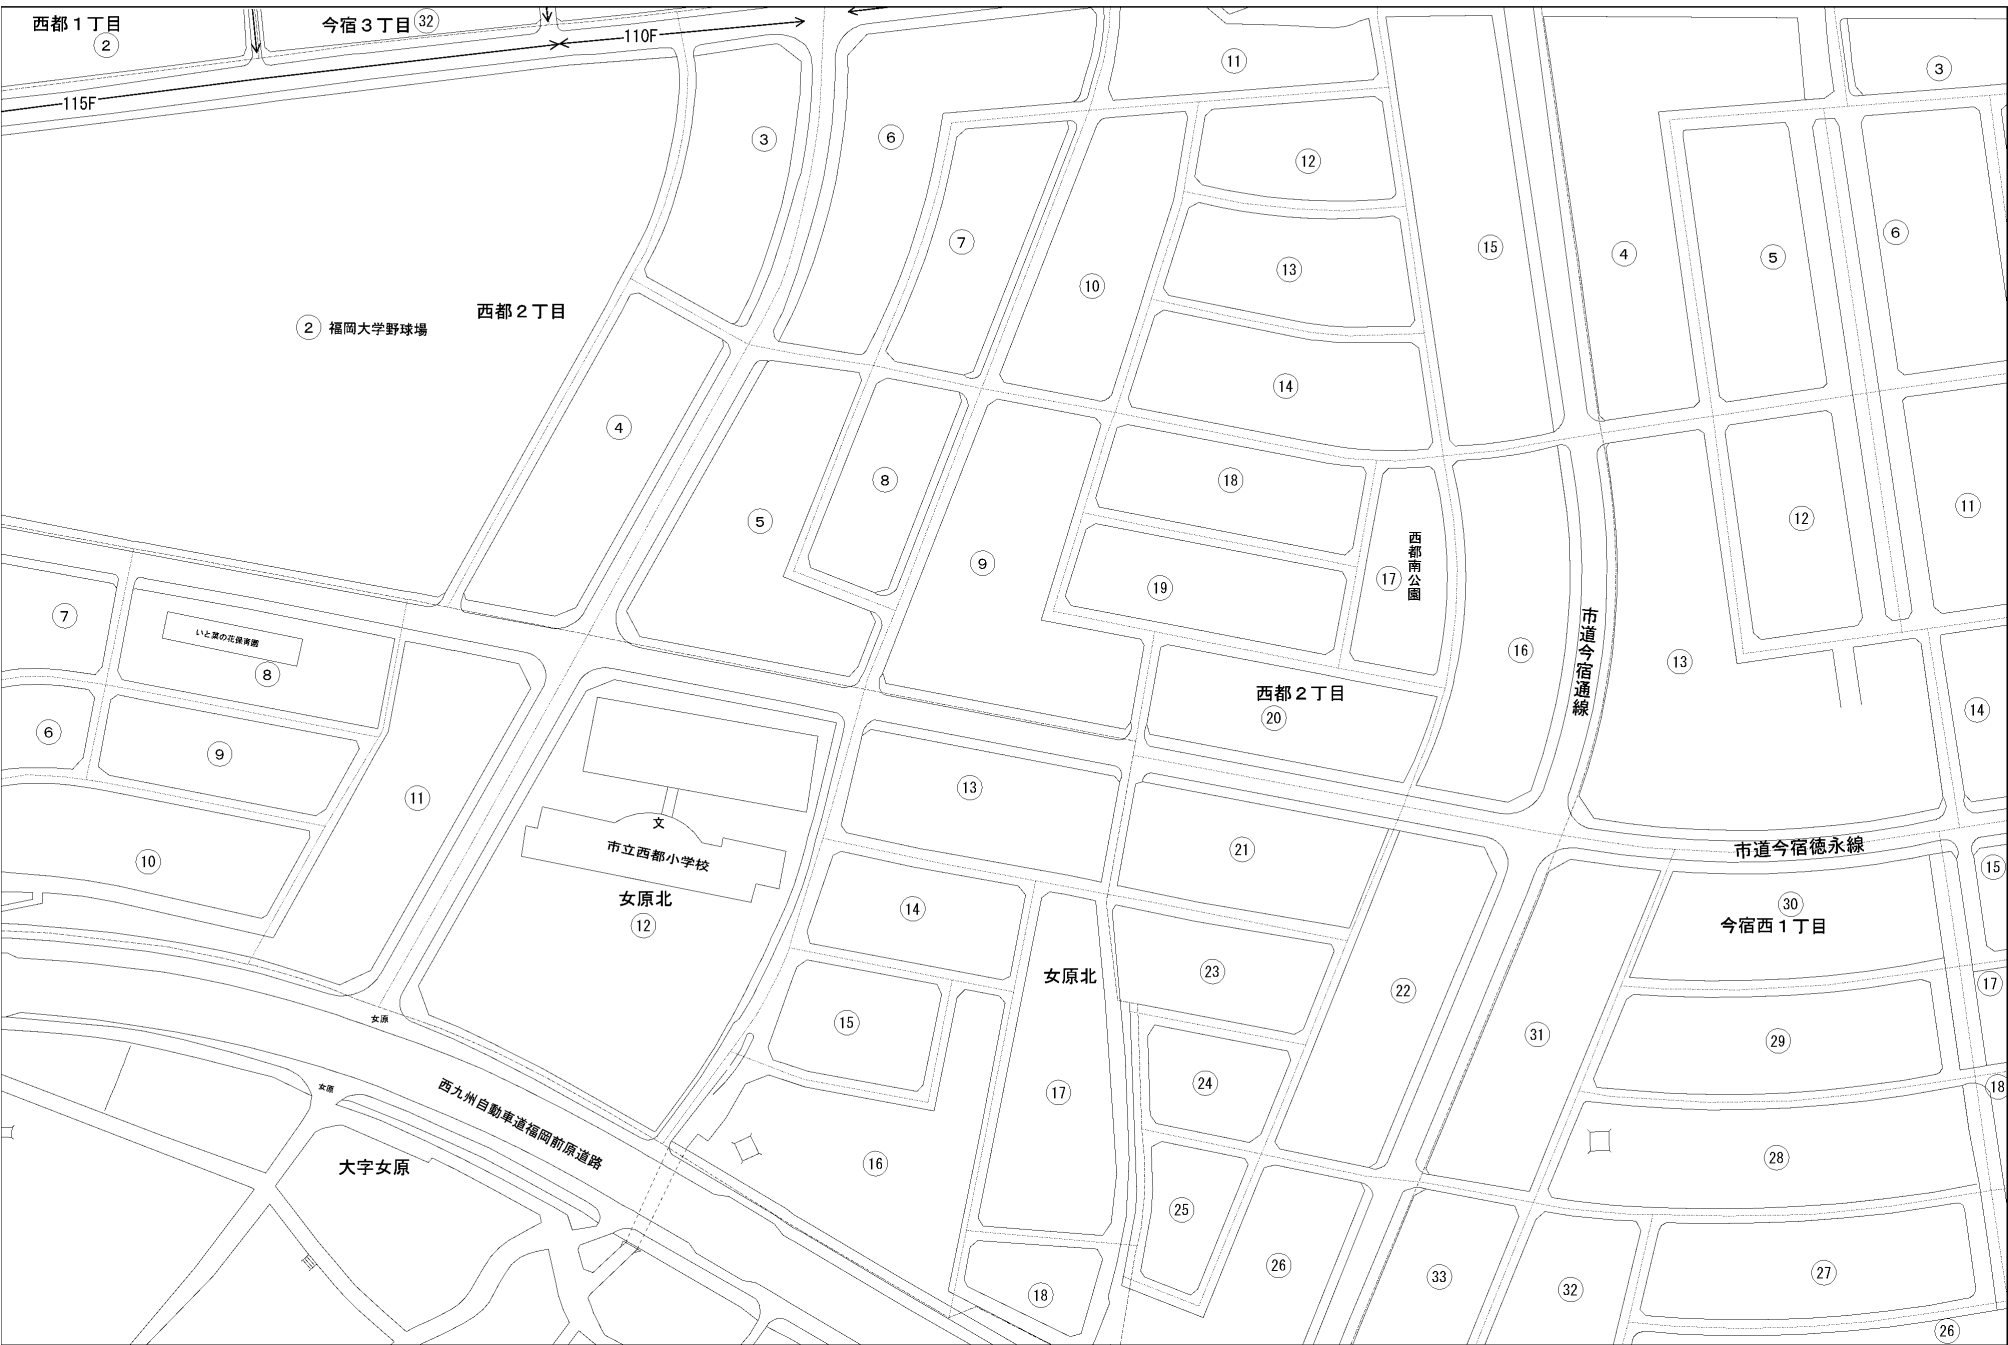 西都１丁目
2
今宿３丁目
32
110F
115F
11
3
3
6
12
7
15
4
5
6
13
10
2
福岡大学野球場
西都２丁目
14
4
8
18
5
9
12
11
西都南公園
17
19
7
いと葉の花保育園
8
16
市道今宿通線
13
西都２丁目
20
14
6
9
11
13
文
市立西都小学校
21
市道今宿徳永線
15
10
女原北
12
14
30
今宿西１丁目
女原北
23
17
22
15
女原
31
29
女原
西九州自動車道福岡前原道路
17
24
18
大字女原
16
28
25
26
33
32
27
18
26